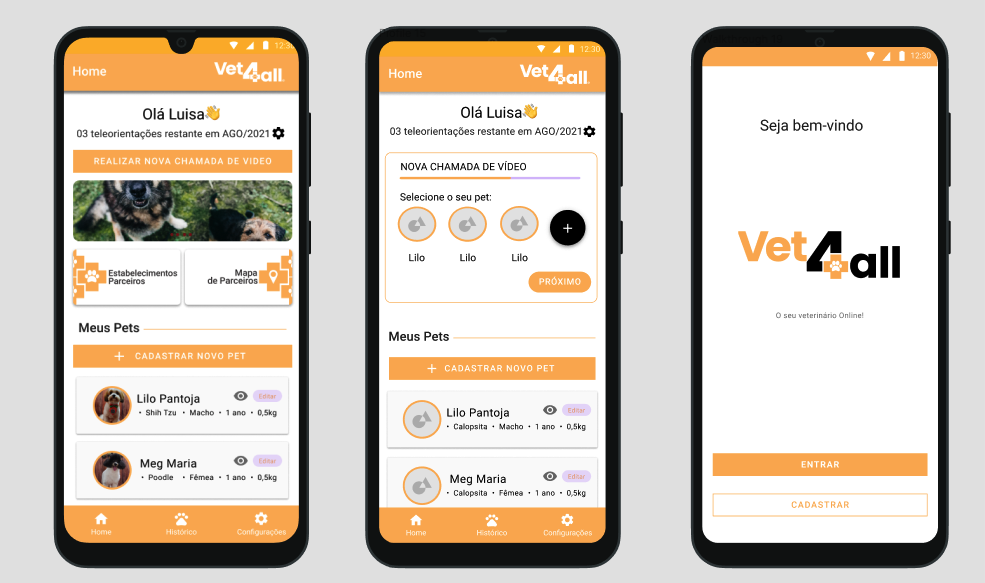 12:30
Home
Vet4all
Olá Luisa👋
03 teleorientações restante em AGO/2021
REALIZAR NOVA CHAMADA DE VIDEO
Estabelecimentos
Parceiros
Mapa
de Parceiros
Meus Pets
+ CADASTRAR NOVO PET
Lilo Pantoja
Editar
• Shih Tzu • Macho • 1 ano • 0,5kg
Meg Maria
Editar
• Poodle • Fêmea • 1 ano • 0,5kg
Home Histórico Configurações
12:30
Home
Vet4all
Olá Luisa👋
03 teleorientações restante em AGO/2021
NOVA CHAMADA DE VÍDEO
Selecione o seu pet:
+
Lilo Lilo Lilo
PRÓXIMO
Meus Pets
+ CADASTRAR NOVO PET
Lilo Pantoja
Editar
• Calopsita • Macho • 1 ano • 0,5kg
Meg Maria
Editar
• Calopsita • Fêmea • 1 ano • 0,5kg
Home Histórico Configurações
12:30
Seja bem-vindo
Vet4all
O seu veterinário Online!
ENTRAR
CADASTRAR